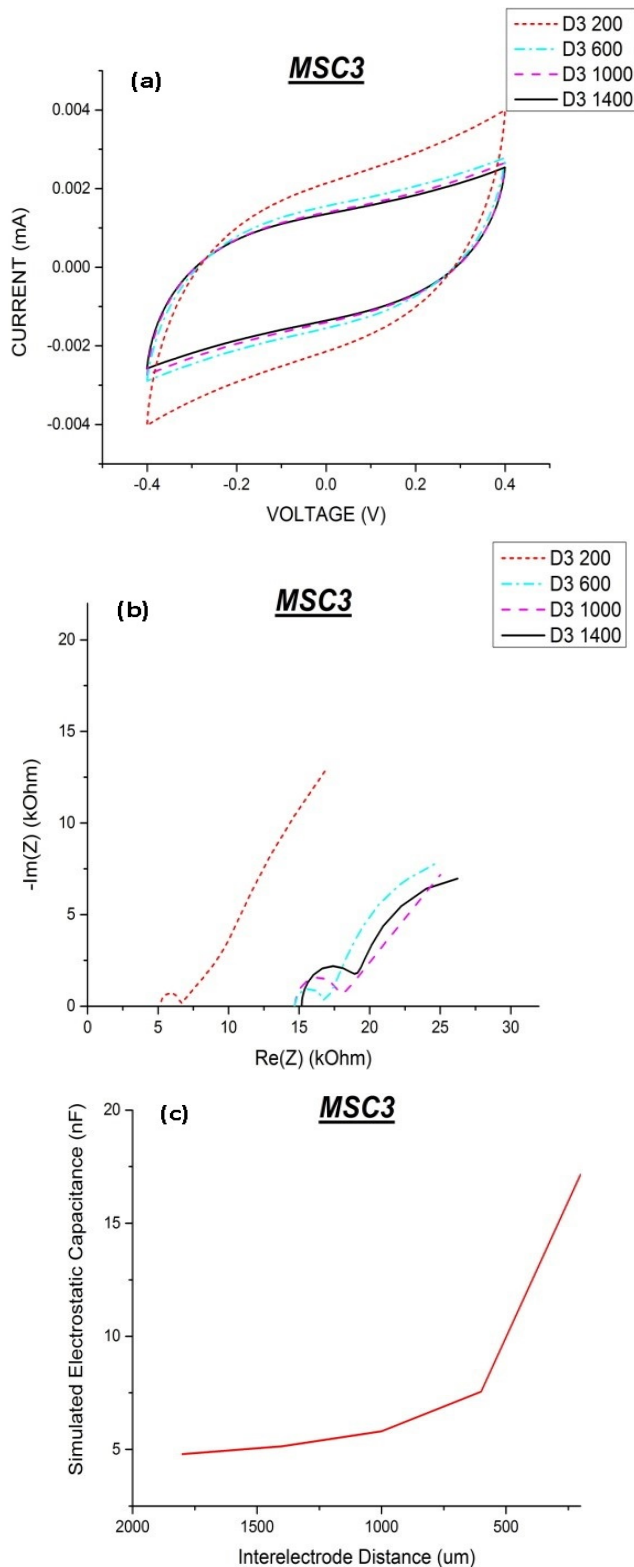 (a)
MSC3
D3 200
D3 600
D3 1000
D3 1400
CURRENT (mA)
0.004
0.002
0.000
-0.002
-0.004
-0.4
-0.2
0.0
0.2
0.4
VOLTAGE (V)
(b)
MSC3
D3 200
D3 600
D3 1000
D3 1400
-Im(Z) (kOhm)
20
15
10
5
0
0
5
10
15
20
25
30
Re(Z) (kOhm)
(c)
MSC3
Simulated Electrostatic Capacitance (nF)
20
15
10
5
2000
1500
1000
500
Interelectrode Distance (um)